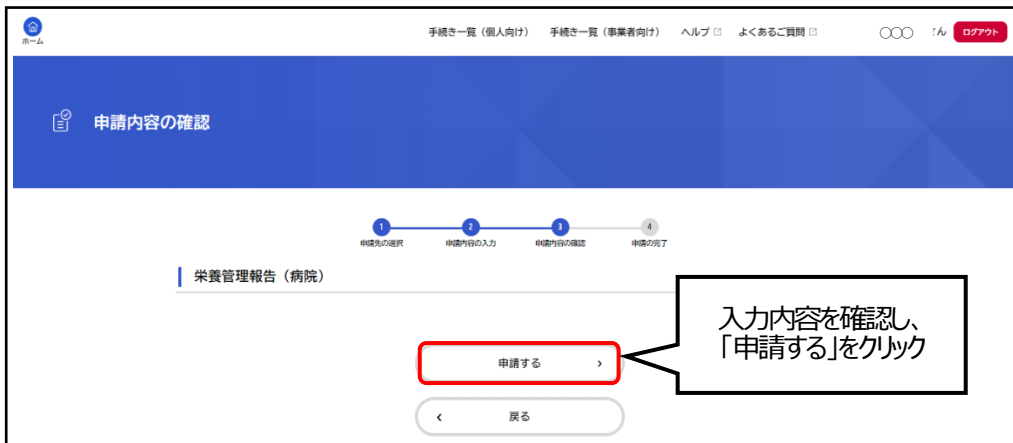 ホーム
手続き一覧（個人向け） 手続き一覧（事業者向け） ヘルプ よくあるご質問 ○○○ さん ログアウト
申請内容の確認
1 2 3 4
申請先の選択 申請内容の入力 申請内容の確認 申請の完了
栄養管理報告（病院）
入力内容を確認し、
「申請する」をクリック
申請する
戻る